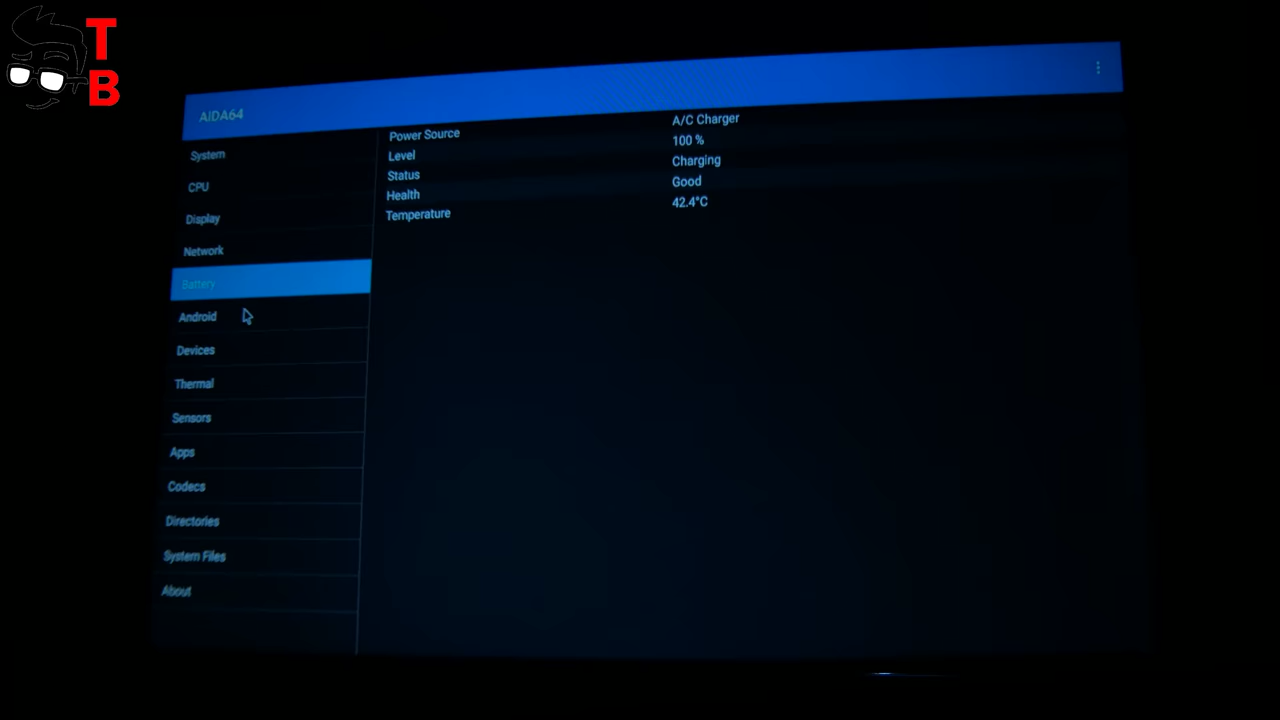 TB
AIDA64
System
CPU
Display
Network
Battery
Android
Devices
Thermal
Sensors
Apps
Codecs
Directories
System Files
About
Power Source A/C Charger
Level 100 %
Status Charging
Health Good
Temperature 42.4°C